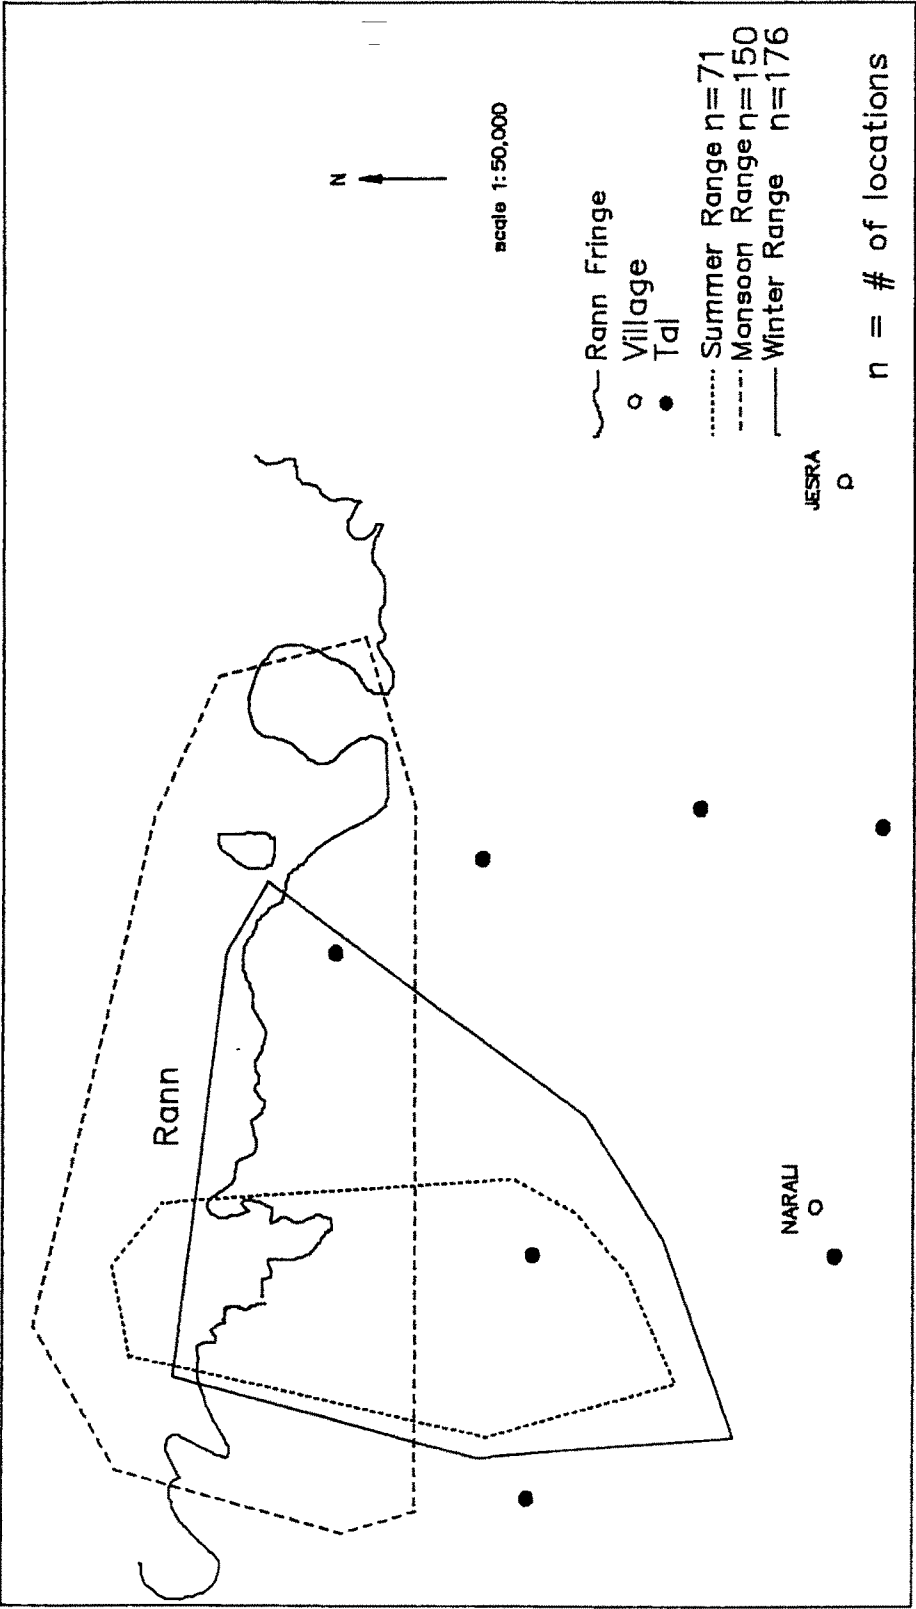 N
scale 1:50,000
Rann
Rann Fringe
Village
Tal
Summer Range n=71
Monsoon Range n=150
Winter Range n=176
JESRA
NARALI
n = # of locations